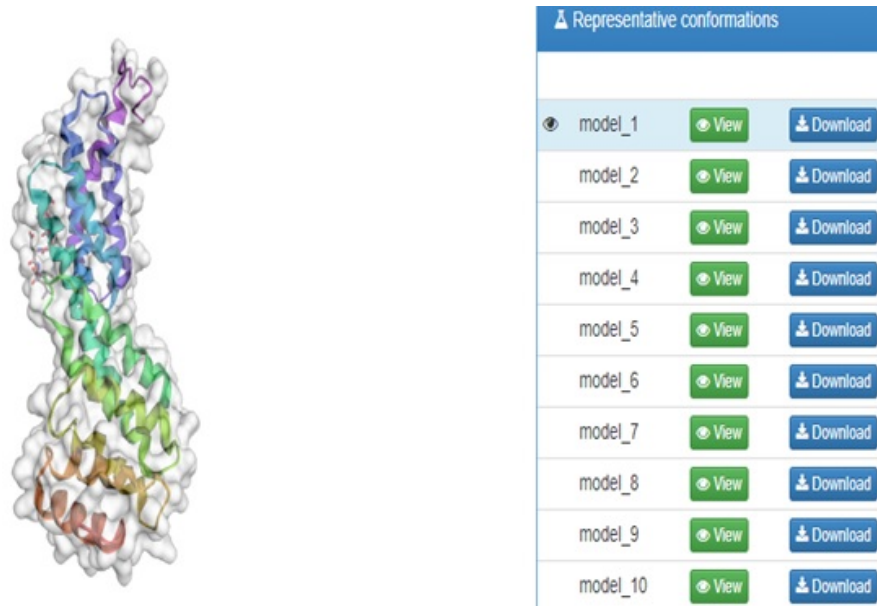 Representative conformations
model_1 View Download
model_2 View Download
model_3 View Download
model_4 View Download
model_5 View Download
model_6 View Download
model_7 View Download
model_8 View Download
model_9 View Download
model_10 View Download